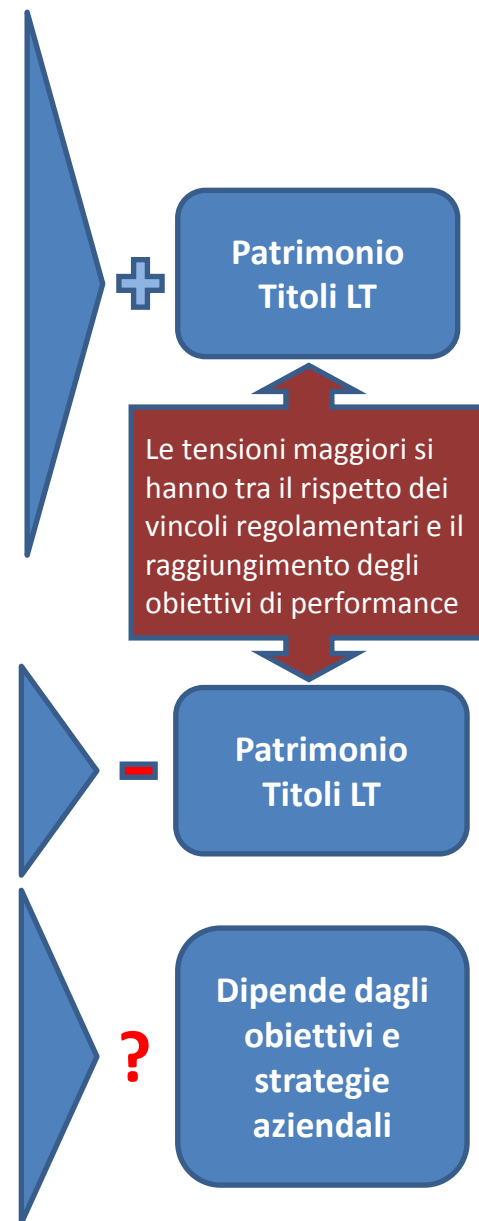 +
Patrimonio
Titoli LT
Le tensioni maggiori si
hanno tra il rispetto dei
vincoli regolamentari e il
raggiungimento degli
obiettivi di performance
-
Patrimonio
Titoli LT
?
Dipende dagli
obiettivi e
strategie
aziendali